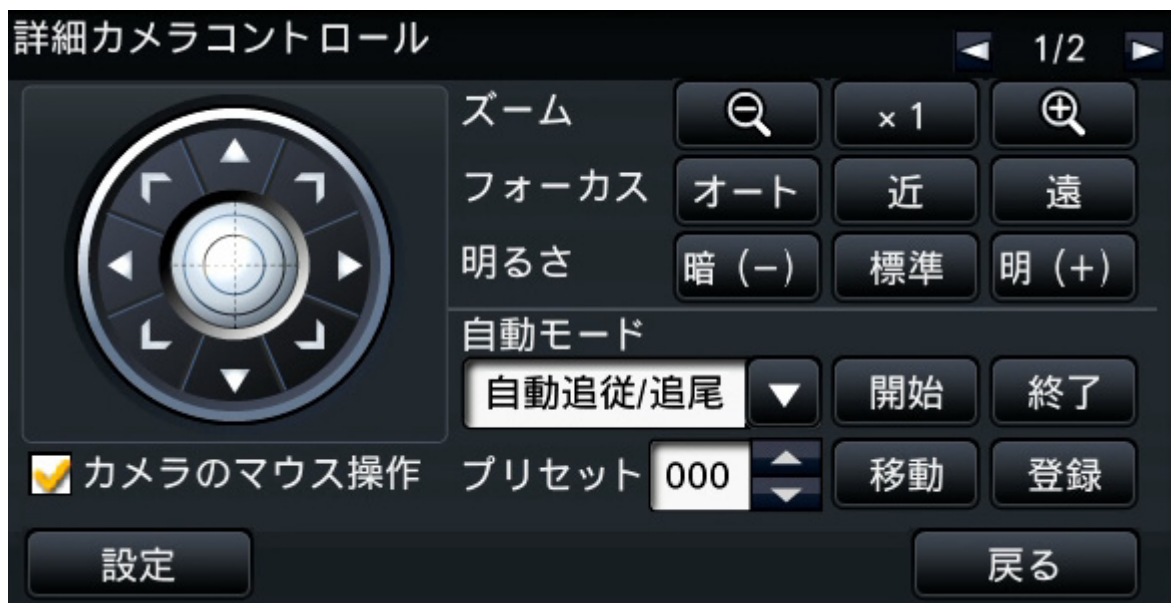 詳細カメラコントロール
1/2
ズーム
×1
フォーカス オート 近 遠
明るさ 暗（−） 標準 明（+）
自動モード
自動追従/追尾 開始 終了
カメラのマウス操作
プリセット 000 移動 登録
設定 戻る